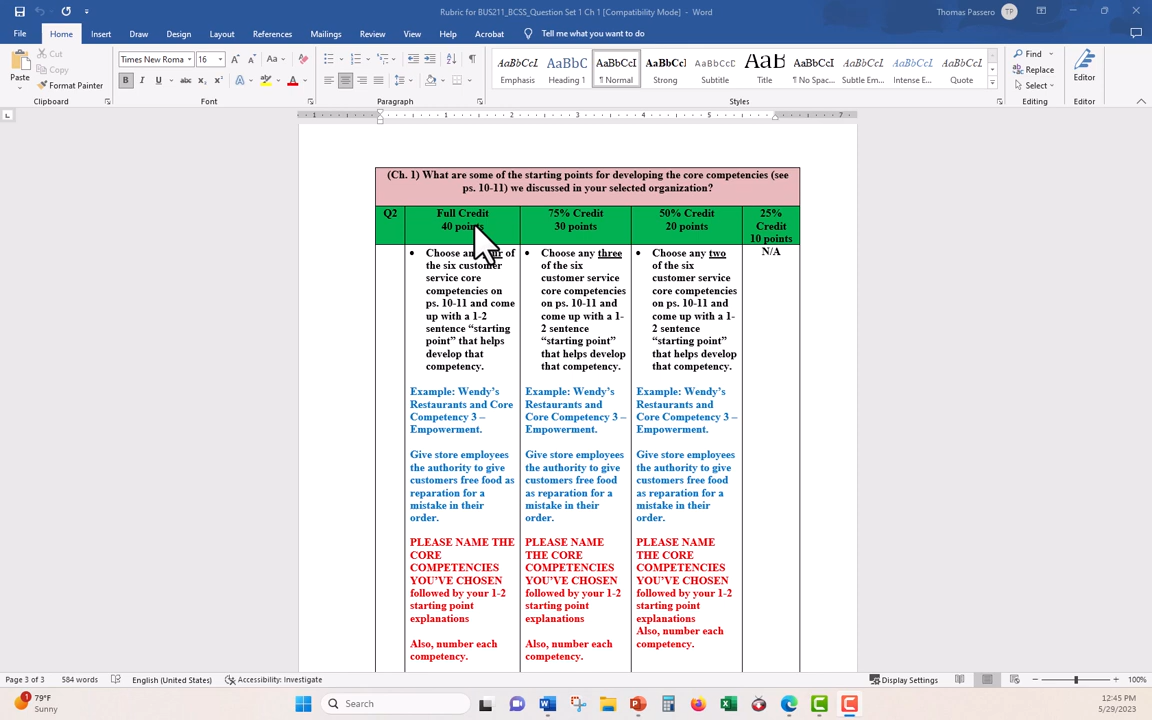 Rubric for BUS211_BCSS_Question Set 1 Ch 1 [Compatibility Mode] - Word
Thomas Passero TP
File Home Insert Draw Design Layout References Mailings Review View Help Acrobat Tell me what you want to do
Paste
Cut
Copy
Format Painter
Clipboard
Times New Roma 16
Font
Paragraph
AaBbCcL AaBbC AaBbCcI AaBbCcI AaBbCcL AaB AaBbCcI AaBbCcL AaBbCcL AaBbCcL
Emphasis Heading 1 ¶ Normal Strong Subtitle Title ¶ No Spac... Subtle Em... Intense E... Quote
Styles
Find
Replace
Select
Editing
Editor
Editor
(Ch. 1) What are some of the starting points for developing the core competencies (see
ps. 10-11) we discussed in your selected organization?
Q2
Full Credit
40 points
75% Credit
30 points
50% Credit
20 points
25%
Credit
10 points
• Choose any of
the six customer
service core
competencies on
ps. 10-11 and come
up with a 1-2
sentence “starting
point” that helps
develop that
competency.
Example: Wendy’s
Restaurants and Core
Competency 3 –
Empowerment.
Give store employees
the authority to give
customers free food as
reparation for a
mistake in their
order.
PLEASE NAME THE
CORE
COMPETENCIES
YOU’VE CHOSEN
followed by your 1-2
starting point
explanations
Also, number each
competency.
• Choose any three
of the six
customer service
core competencies
on ps. 10-11 and
come up with a 1-
2 sentence
“starting point”
that helps develop
that competency.
Example: Wendy’s
Restaurants and
Core Competency 3 –
Empowerment.
Give store employees
the authority to give
customers free food
as reparation for a
mistake in their
order.
PLEASE NAME
THE CORE
COMPETENCIES
YOU’VE CHOSEN
followed by your 1-2
starting point
explanations
Also, number each
competency.
• Choose any two
of the six
customer service
core competencies
on ps. 10-11 and
come up with a 1-
2 sentence
“starting point”
that helps develop
that competency.
Example: Wendy’s
Restaurants and
Core Competency 3 –
Empowerment.
Give store employees
the authority to give
customers free food
as reparation for a
mistake in their
order.
PLEASE NAME
THE CORE
COMPETENCIES
YOU’VE CHOSEN
followed by your 1-2
starting point
explanations
Also, number each
competency.
N/A
Page 3 of 3 584 words English (United States) Accessibility: Investigate Display Settings 100%
79°F
Sunny
Search
12:45 PM
5/29/2023